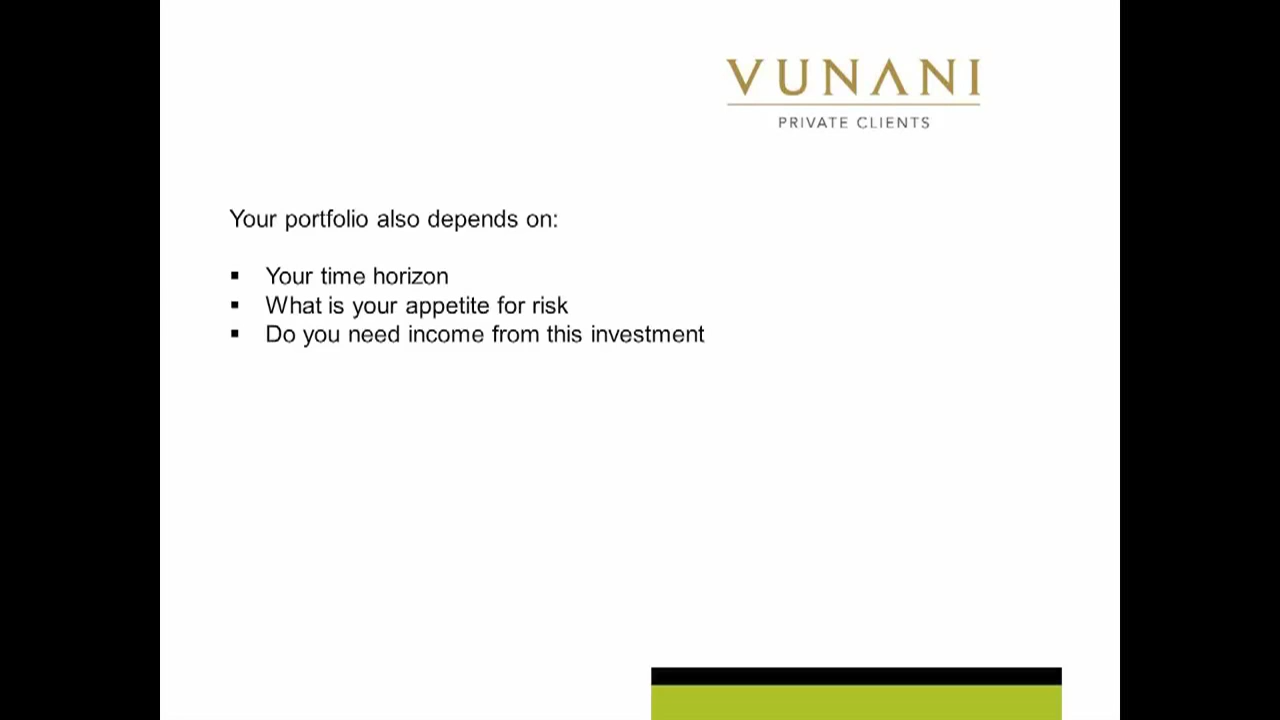 VUNANI
PRIVATE CLIENTS
Your portfolio also depends on:
▪ Your time horizon
▪ What is your appetite for risk
▪ Do you need income from this investment